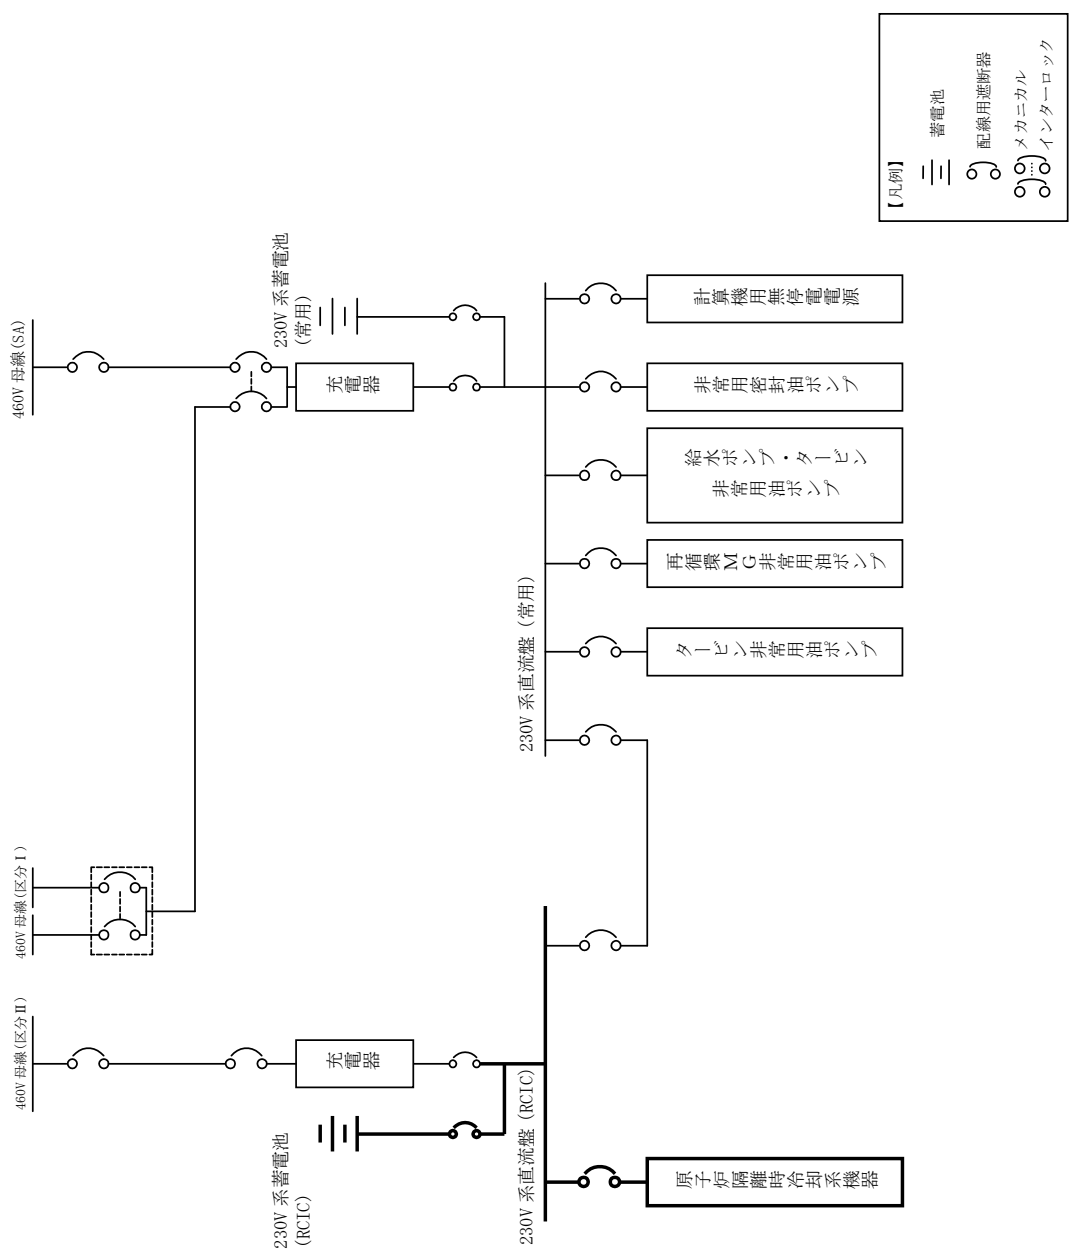 460V 母線(区分Ⅱ)
460V 母線(区分Ⅰ)
460V 母線(SA)
230V 系蓄電池
(RCIC)
充電器
230V 系蓄電池
(常用)
充電器
230V 系直流盤 (RCIC)
230V 系直流盤 (常用)
原子炉隔離時冷却系機器
タービン非常用油ポンプ
再循環MG非常用油ポンプ
給水ポンプ・タービン
非常用油ポンプ
非常用密封油ポンプ
計算機用無停電電源
【凡例】
蓄電池
配線用遮断器
メカニカル
インターロック